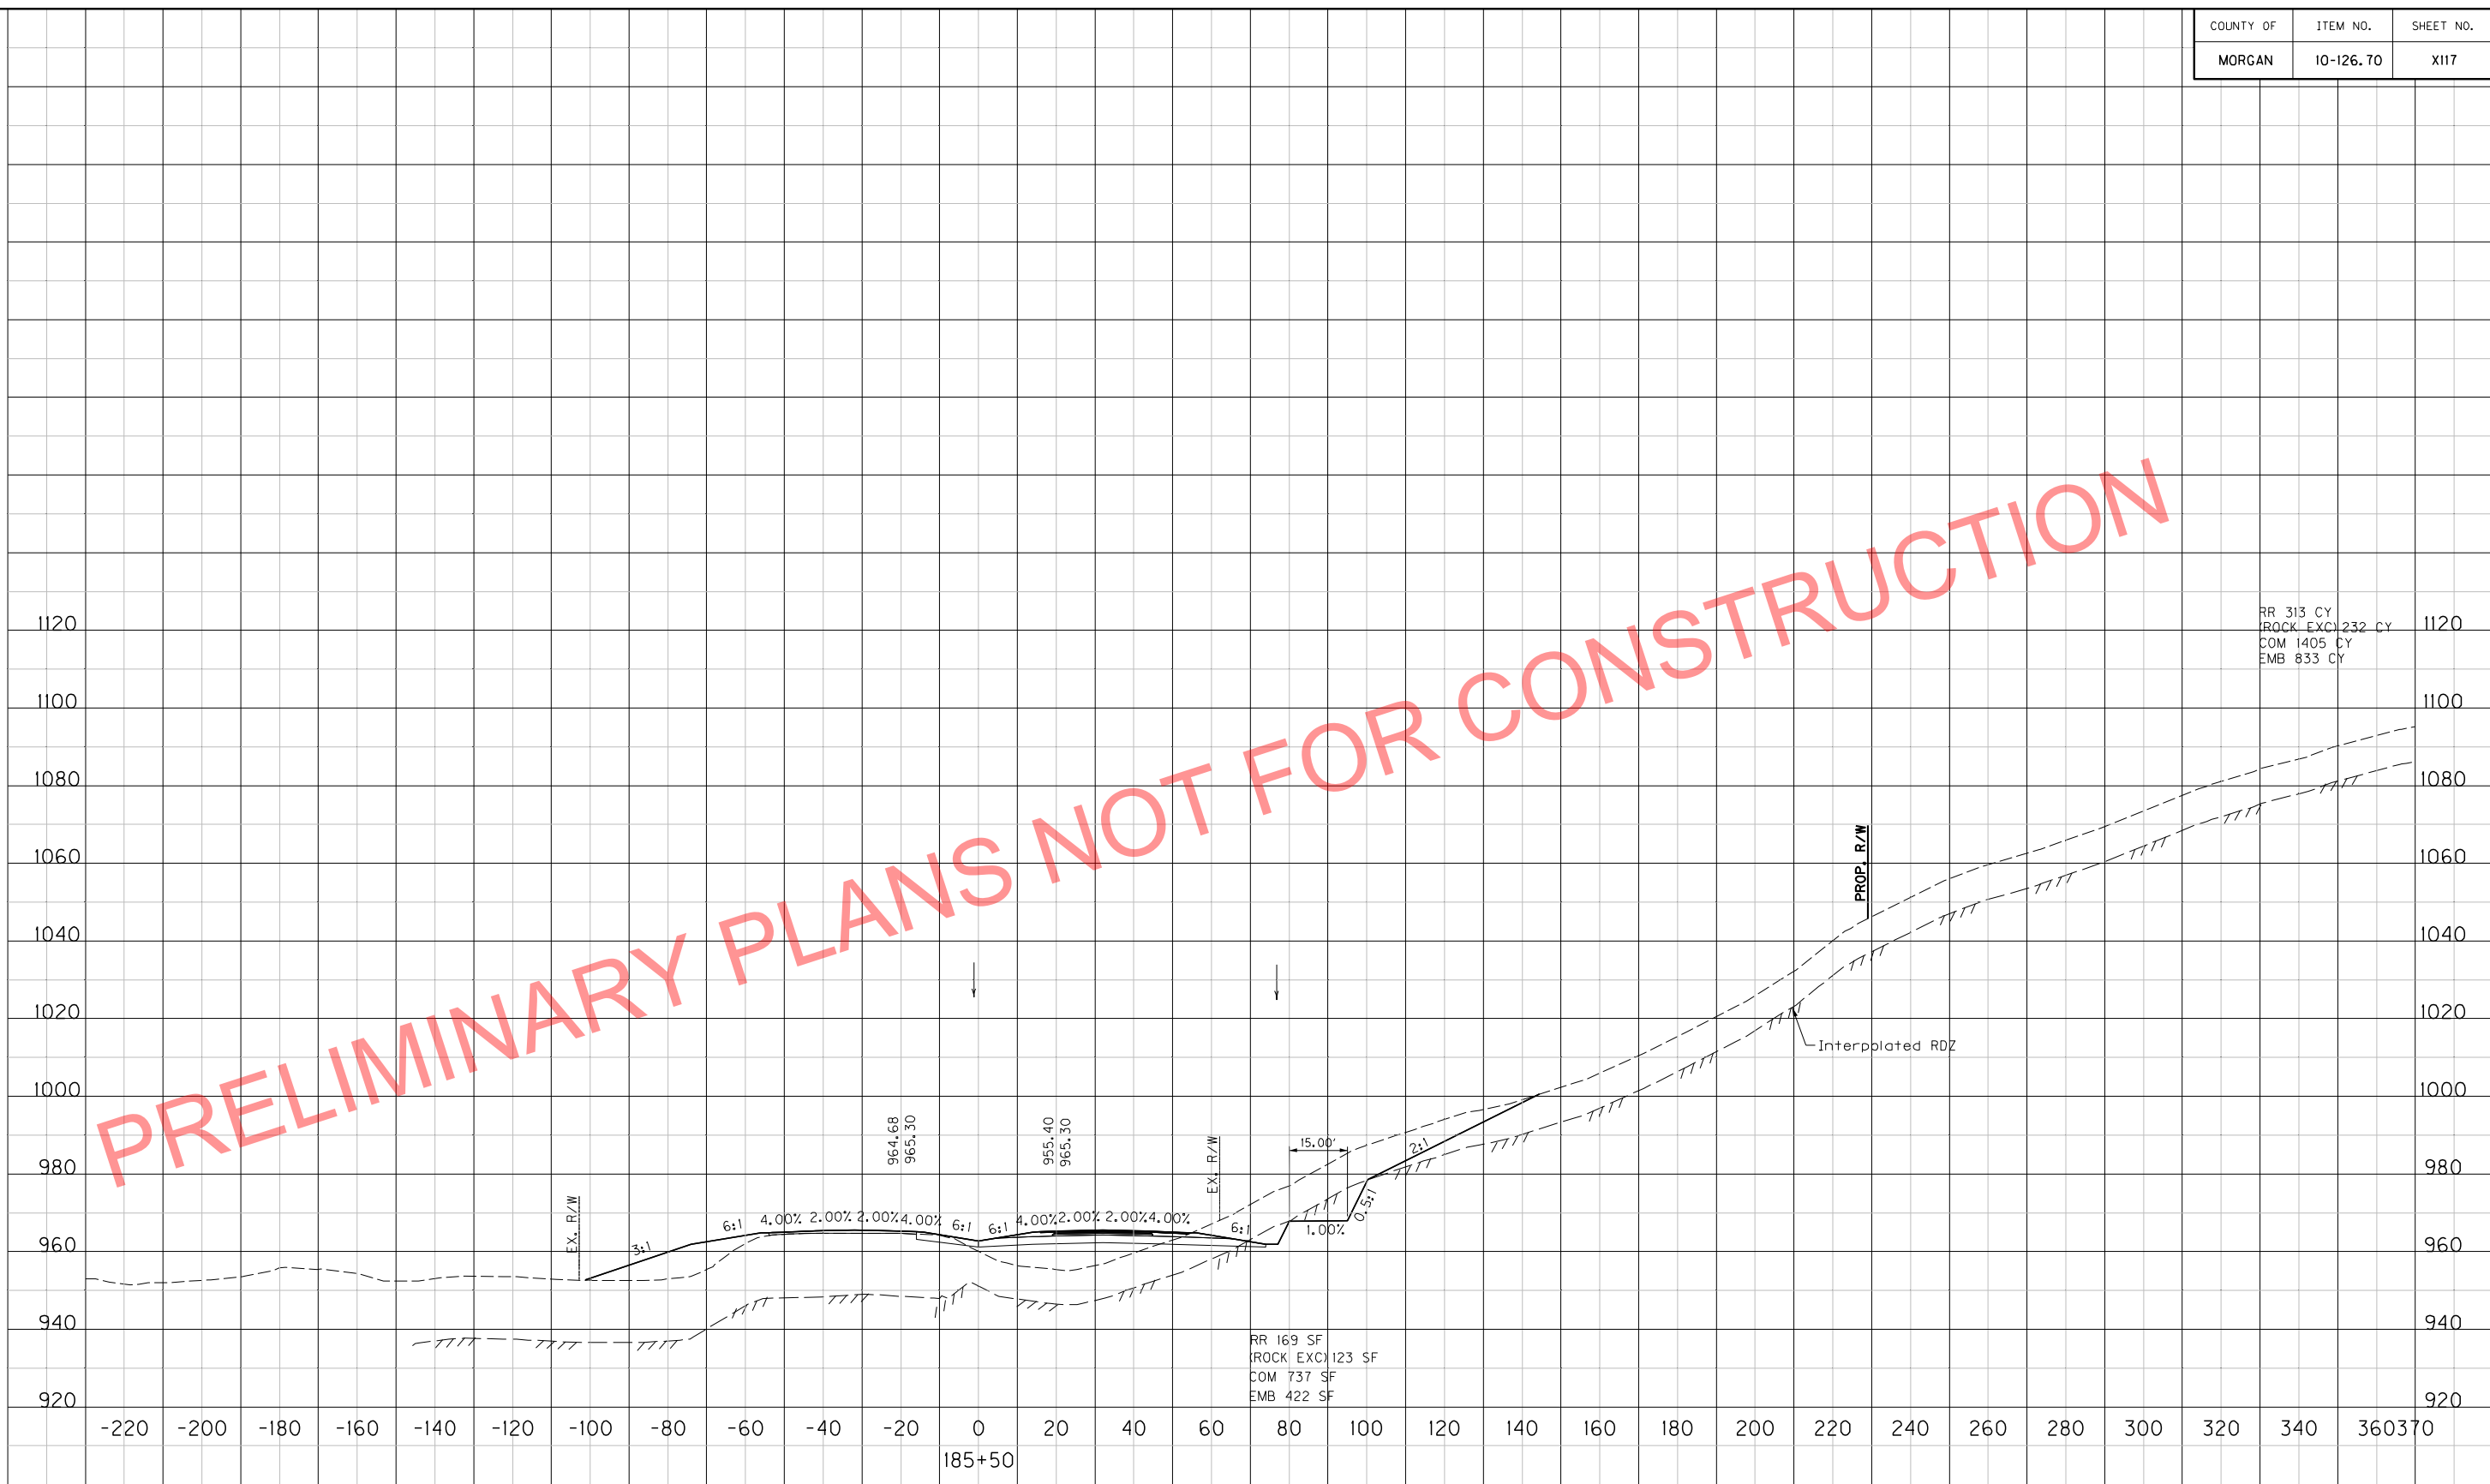 COUNTY OF ITEM NO. SHEET NO.
MORGAN 10-126.70 X117
PRELIMINARY PLANS NOT FOR CONSTRUCTION
RR 313 CY
(ROCK EXC) 232 CY
COM 1405 CY
EMB 833 CY
1120 1120
1100 1100
1080 1080
1060 1060
PROP. R/W
1040 1040
1020 1020
Interpolated RDZ
1000 1000
964.68
965.30
955.40
965.30
EX. R/W
15.00'
2:1
980 980
EX. R/W
0.5:1
3:1
6:1 4.00% 2.00% 2.00% 4.00% 6:1 6:1 4.00% 2.00% 2.00% 4.00% 6:1
1.00%
960 960
940 940
RR 169 SF
(ROCK EXC) 123 SF
COM 737 SF
EMB 422 SF
920 920
-220 -200 -180 -160 -140 -120 -100 -80 -60 -40 -20 0 20 40 60 80 100 120 140 160 180 200 220 240 260 280 300 320 340 360 370
185+50